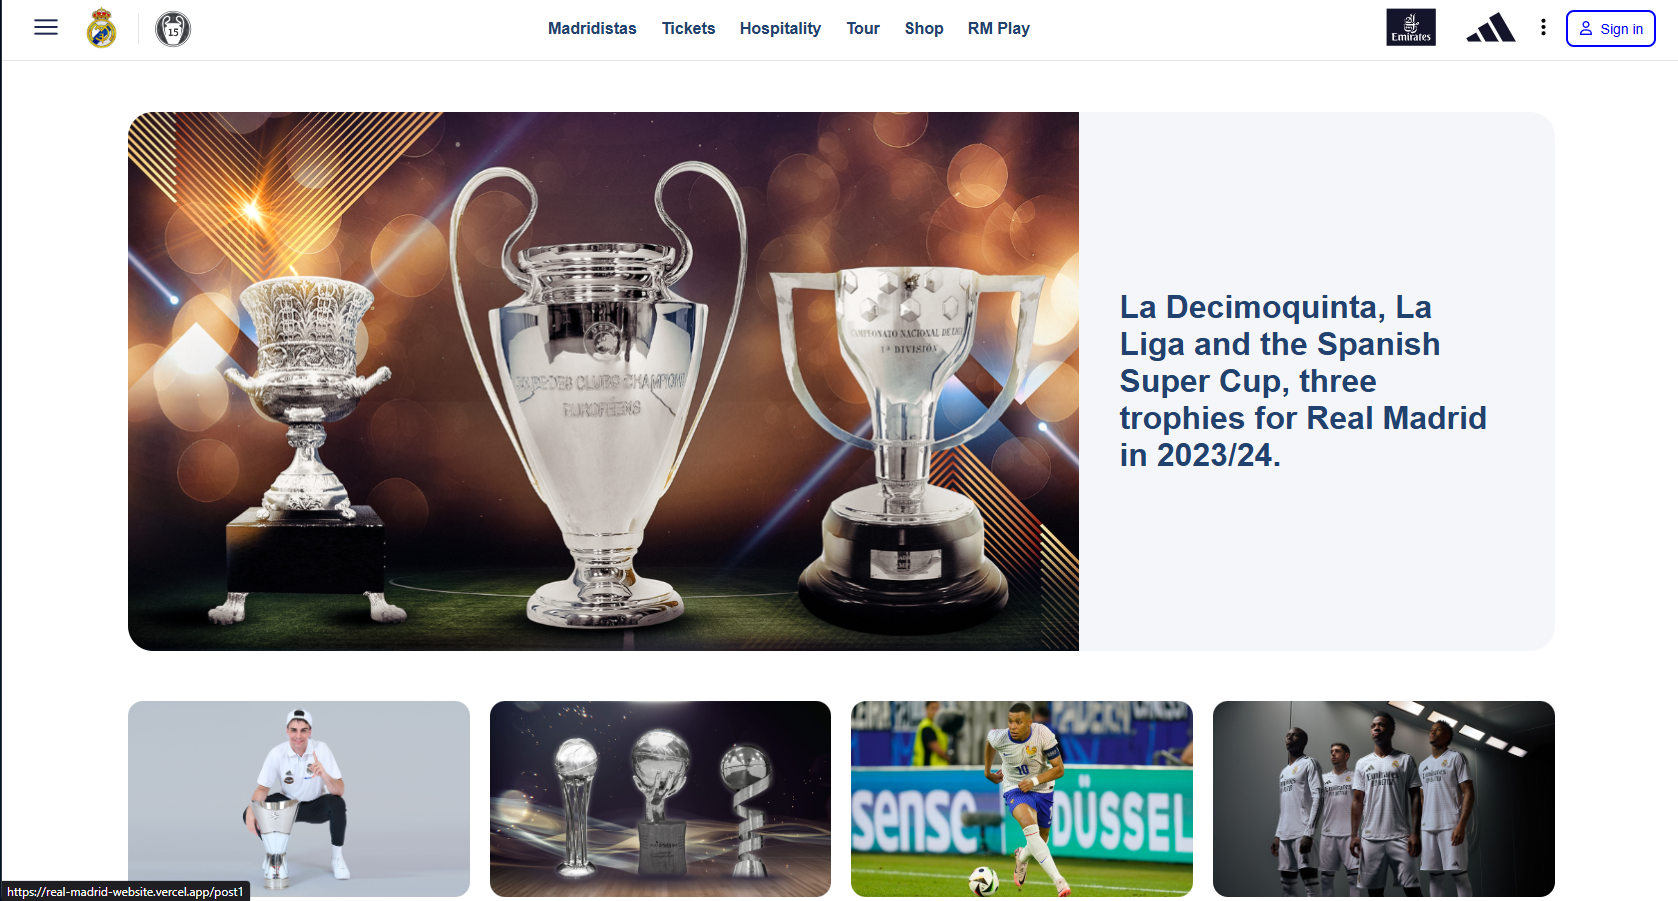 15
Madridistas Tickets Hospitality Tour Shop RM Play
Emirates
Sign in
CAMPEONATO NACIONAL DE LIGA
1ª DIVISIÓN
CLUBS CHAMPIONS
EUROPÉENS
La Decimoquinta, La
Liga and the Spanish
Super Cup, three
trophies for Real Madrid
in 2023/24.
10
sense
DÜSSEL
Emirates
https://real-madrid-website.vercel.app/post1